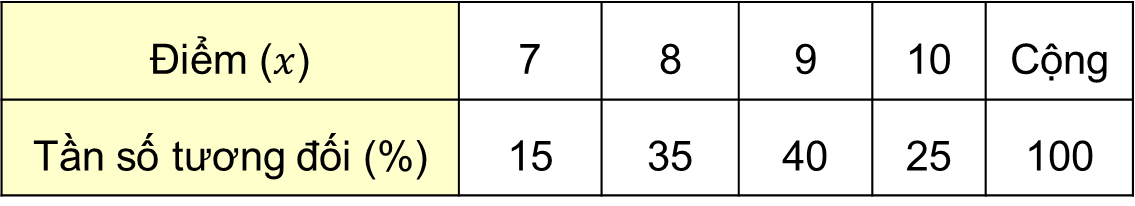 Điểm (𝑥) 7 8 9 10 Cộng
Tần số tương đối (%) 15 35 40 25 100